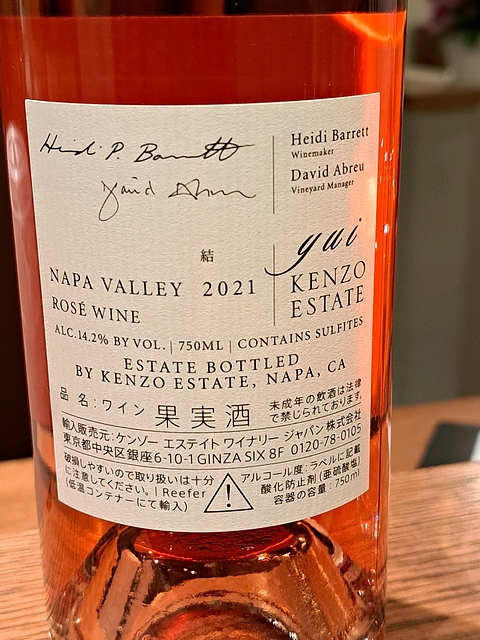 Heidi P. Barrett
David Abreu
Heidi Barrett
Winemaker
David Abreu
Vineyard Manager
結
yui
NAPA VALLEY 2021
KENZO
ESTATE
ROSÉ WINE
ALC.14.2% BY VOL. | 750ML | CONTAINS SULFITES
ESTATE BOTTLED
BY KENZO ESTATE, NAPA, CA
品 名:ワイン 果実酒
未成年の飲酒は法律
で禁じられております。
輸入販売元:ケンゾー エステイト ワイナリー ジャパン株式会社
東京都中央区銀座6-10-1 GINZA SIX 8F 0120-78-0105
破損しやすいので取り扱いは十分
に注意してください。| Reefer
(低温コンテナーにて輸入)
アルコール度:ラベルに記載
酸化防止剤(亜硫酸塩)
容器の容量:750ml